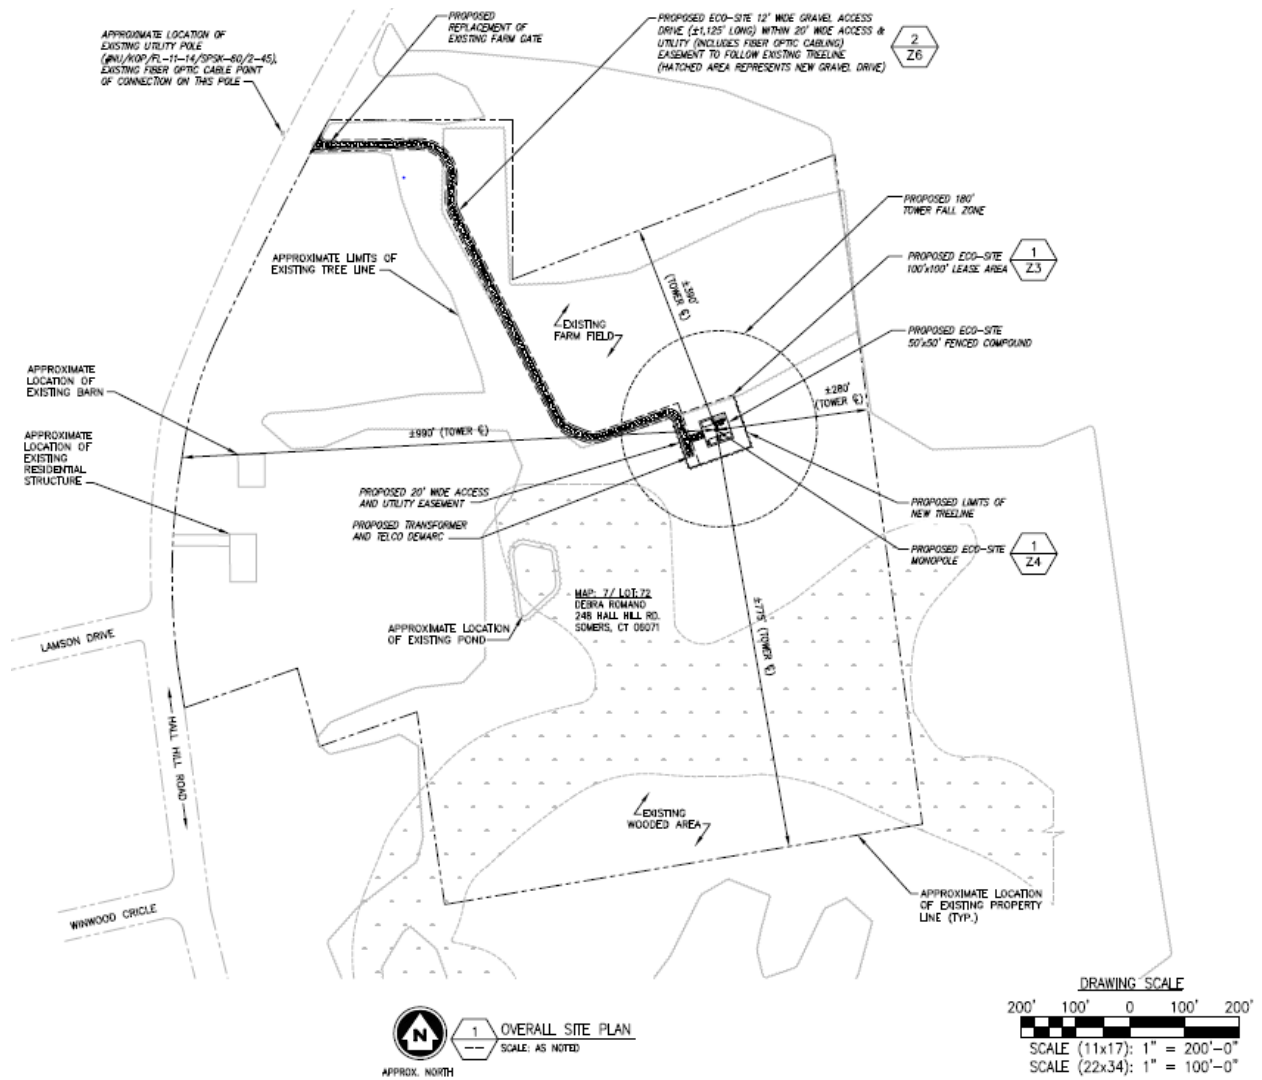 APPROXIMATE LOCATION OF
EXISTING UTILITY POLE
(#NU/KOP/FL-11-14/SPSK-60/2-45),
EXISTING FIBER OPTIC CABLE POINT
OF CONNECTION ON THIS POLE
PROPOSED
REPLACEMENT OF
EXISTING FARM GATE
PROPOSED ECO-SITE 12' WIDE GRAVEL ACCESS
DRIVE (±1,125' LONG) WITHIN 20' WIDE ACCESS &
UTILITY (INCLUDES FIBER OPTIC CABLING)
EASEMENT TO FOLLOW EXISTING TREELINE
(HATCHED AREA REPRESENTS NEW GRAVEL DRIVE)
2
Z6
PROPOSED 180'
TOWER FALL ZONE
PROPOSED ECO-SITE
100'x100' LEASE AREA
1
Z3
APPROXIMATE LIMITS OF
EXISTING TREE LINE
±390'
(TOWER ℄)
EXISTING
FARM FIELD
PROPOSED ECO-SITE
50'x50' FENCED COMPOUND
APPROXIMATE
LOCATION OF
EXISTING BARN
±280'
(TOWER ℄)
±990' (TOWER ℄)
APPROXIMATE
LOCATION OF
EXISTING
RESIDENTIAL
STRUCTURE
PROPOSED 20' WIDE ACCESS
AND UTILITY EASEMENT
PROPOSED TRANSFORMER
AND TELCO DEMARC
PROPOSED LIMITS OF
NEW TREELINE
PROPOSED ECO-SITE
MONOPOLE
1
Z4
MAP: 7/ LOT: 72
DEBRA ROMANO
248 HALL HILL RD.
SOMERS, CT 06071
APPROXIMATE LOCATION
OF EXISTING POND
±775' (TOWER ℄)
LAMSON DRIVE
HALL HILL ROAD
EXISTING
WOODED AREA
APPROXIMATE LOCATION
OF EXISTING PROPERTY
LINE (TYP.)
WINWOOD CRICLE
N
APPROX. NORTH
1
OVERALL SITE PLAN
SCALE: AS NOTED
DRAWING SCALE
200' 100' 0 100' 200'
SCALE (11x17): 1" = 200'-0"
SCALE (22x34): 1" = 100'-0"